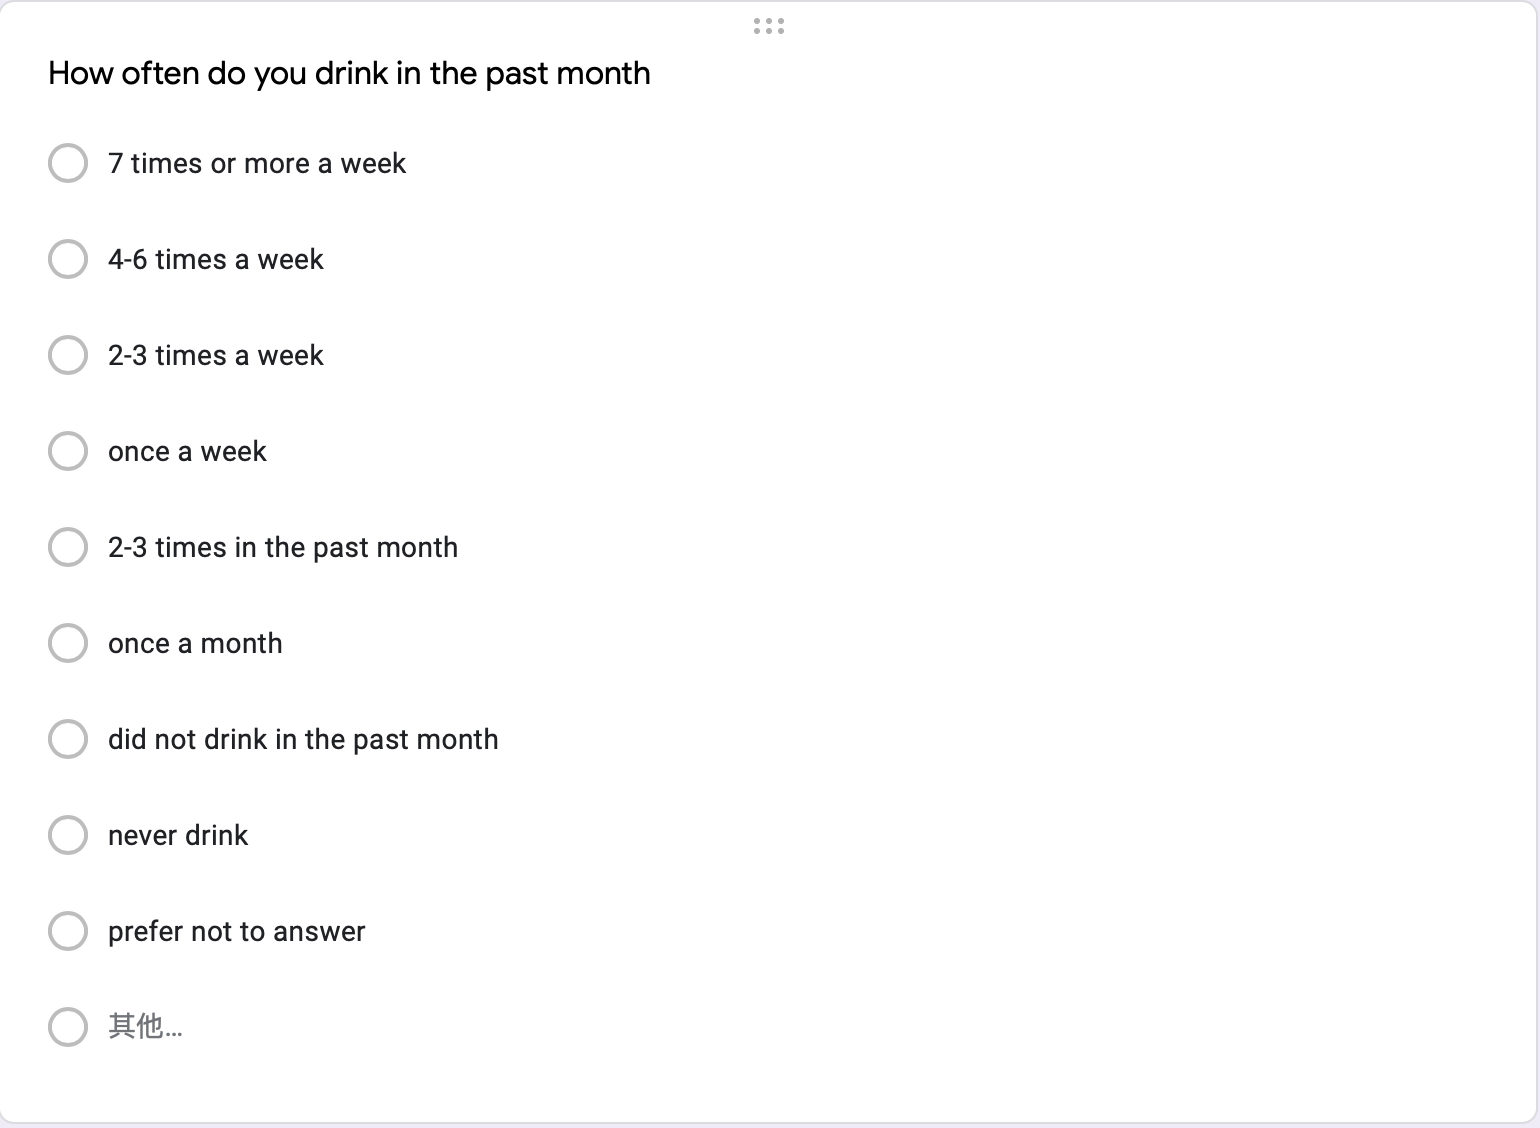 How often do you drink in the past month
7 times or more a week
4-6 times a week
2-3 times a week
once a week
2-3 times in the past month
once a month
did not drink in the past month
never drink
prefer not to answer
其他...